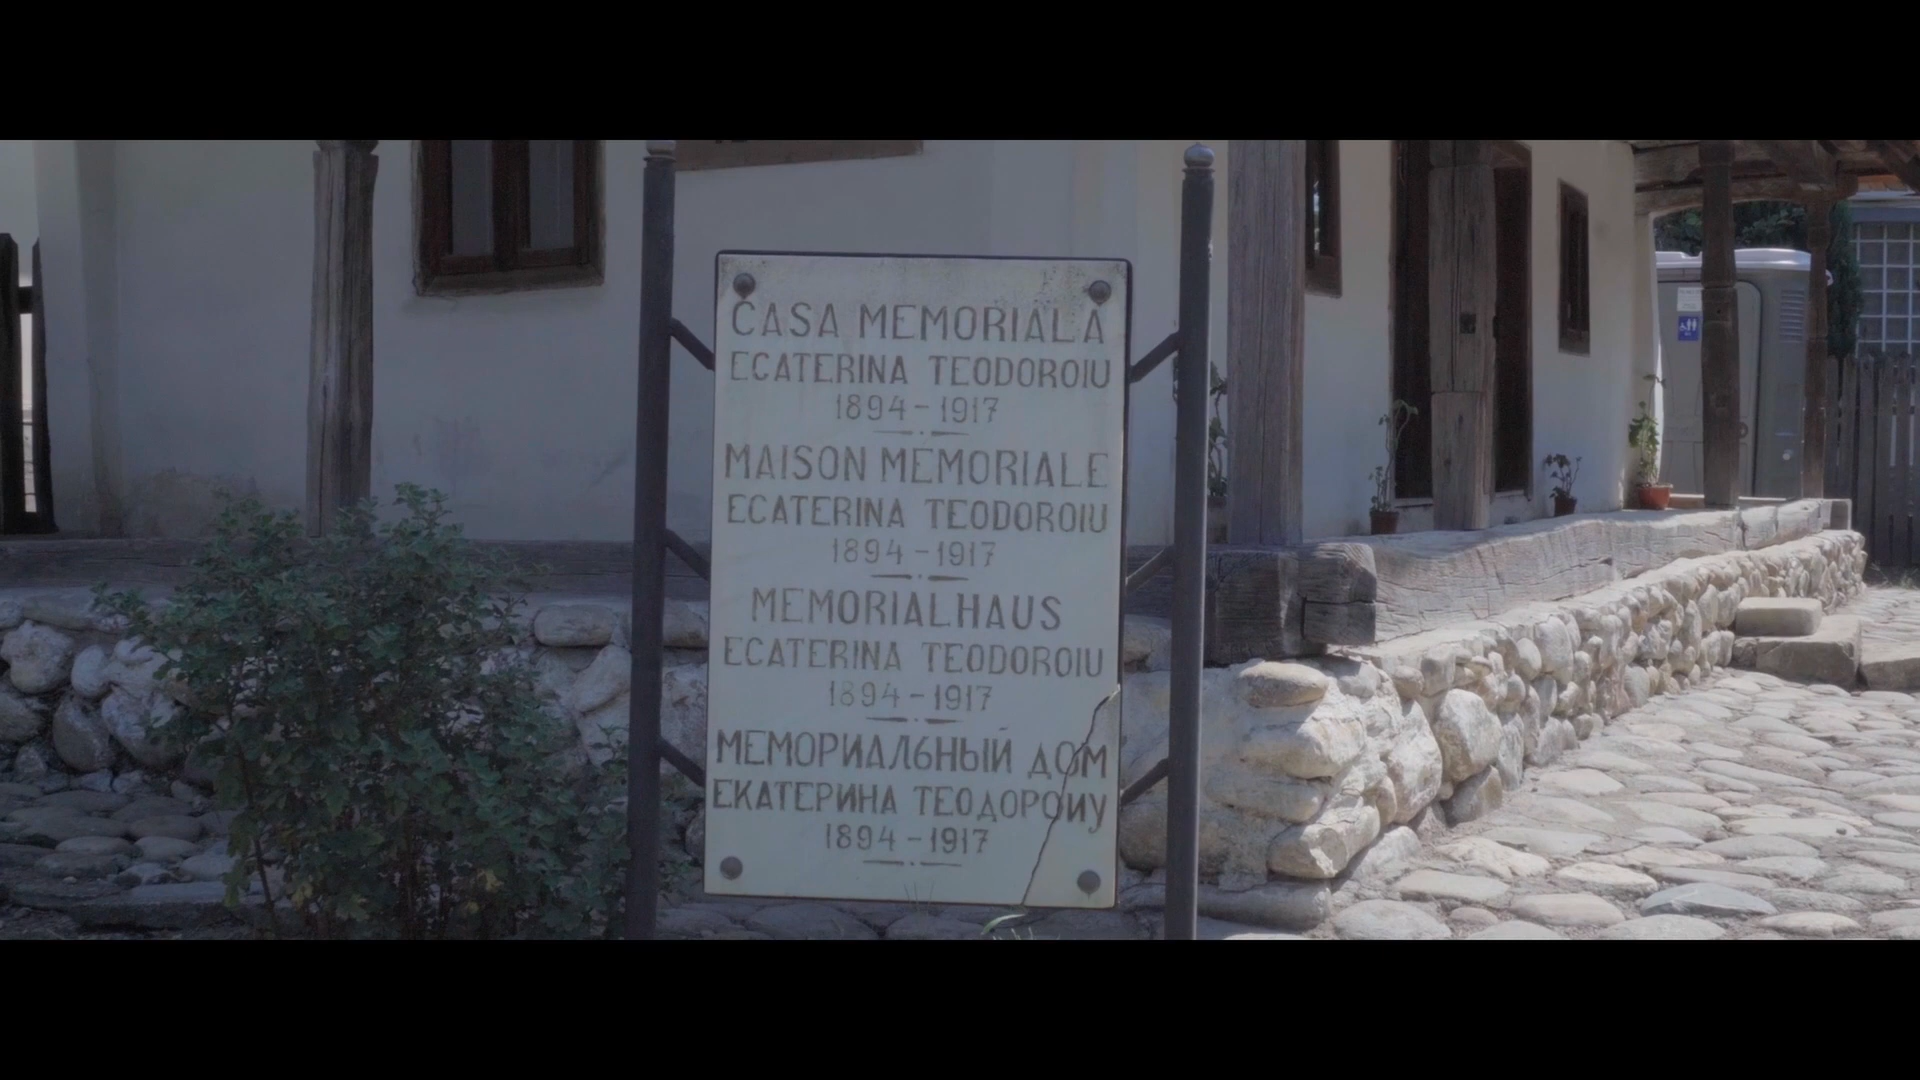 CASA MEMORIALĂ
ECATERINA TEODOROIU
1894-1917
MAISON MEMORIALE
ECATERINA TEODOROIU
1894-1917
MEMORIALHAUS
ECATERINA TEODOROIU
1894-1917
МЕМОРИАЛЬНЫЙ ДОМ
ЕКАТЕРИНА ТЕОДОРОИУ
1894-1917